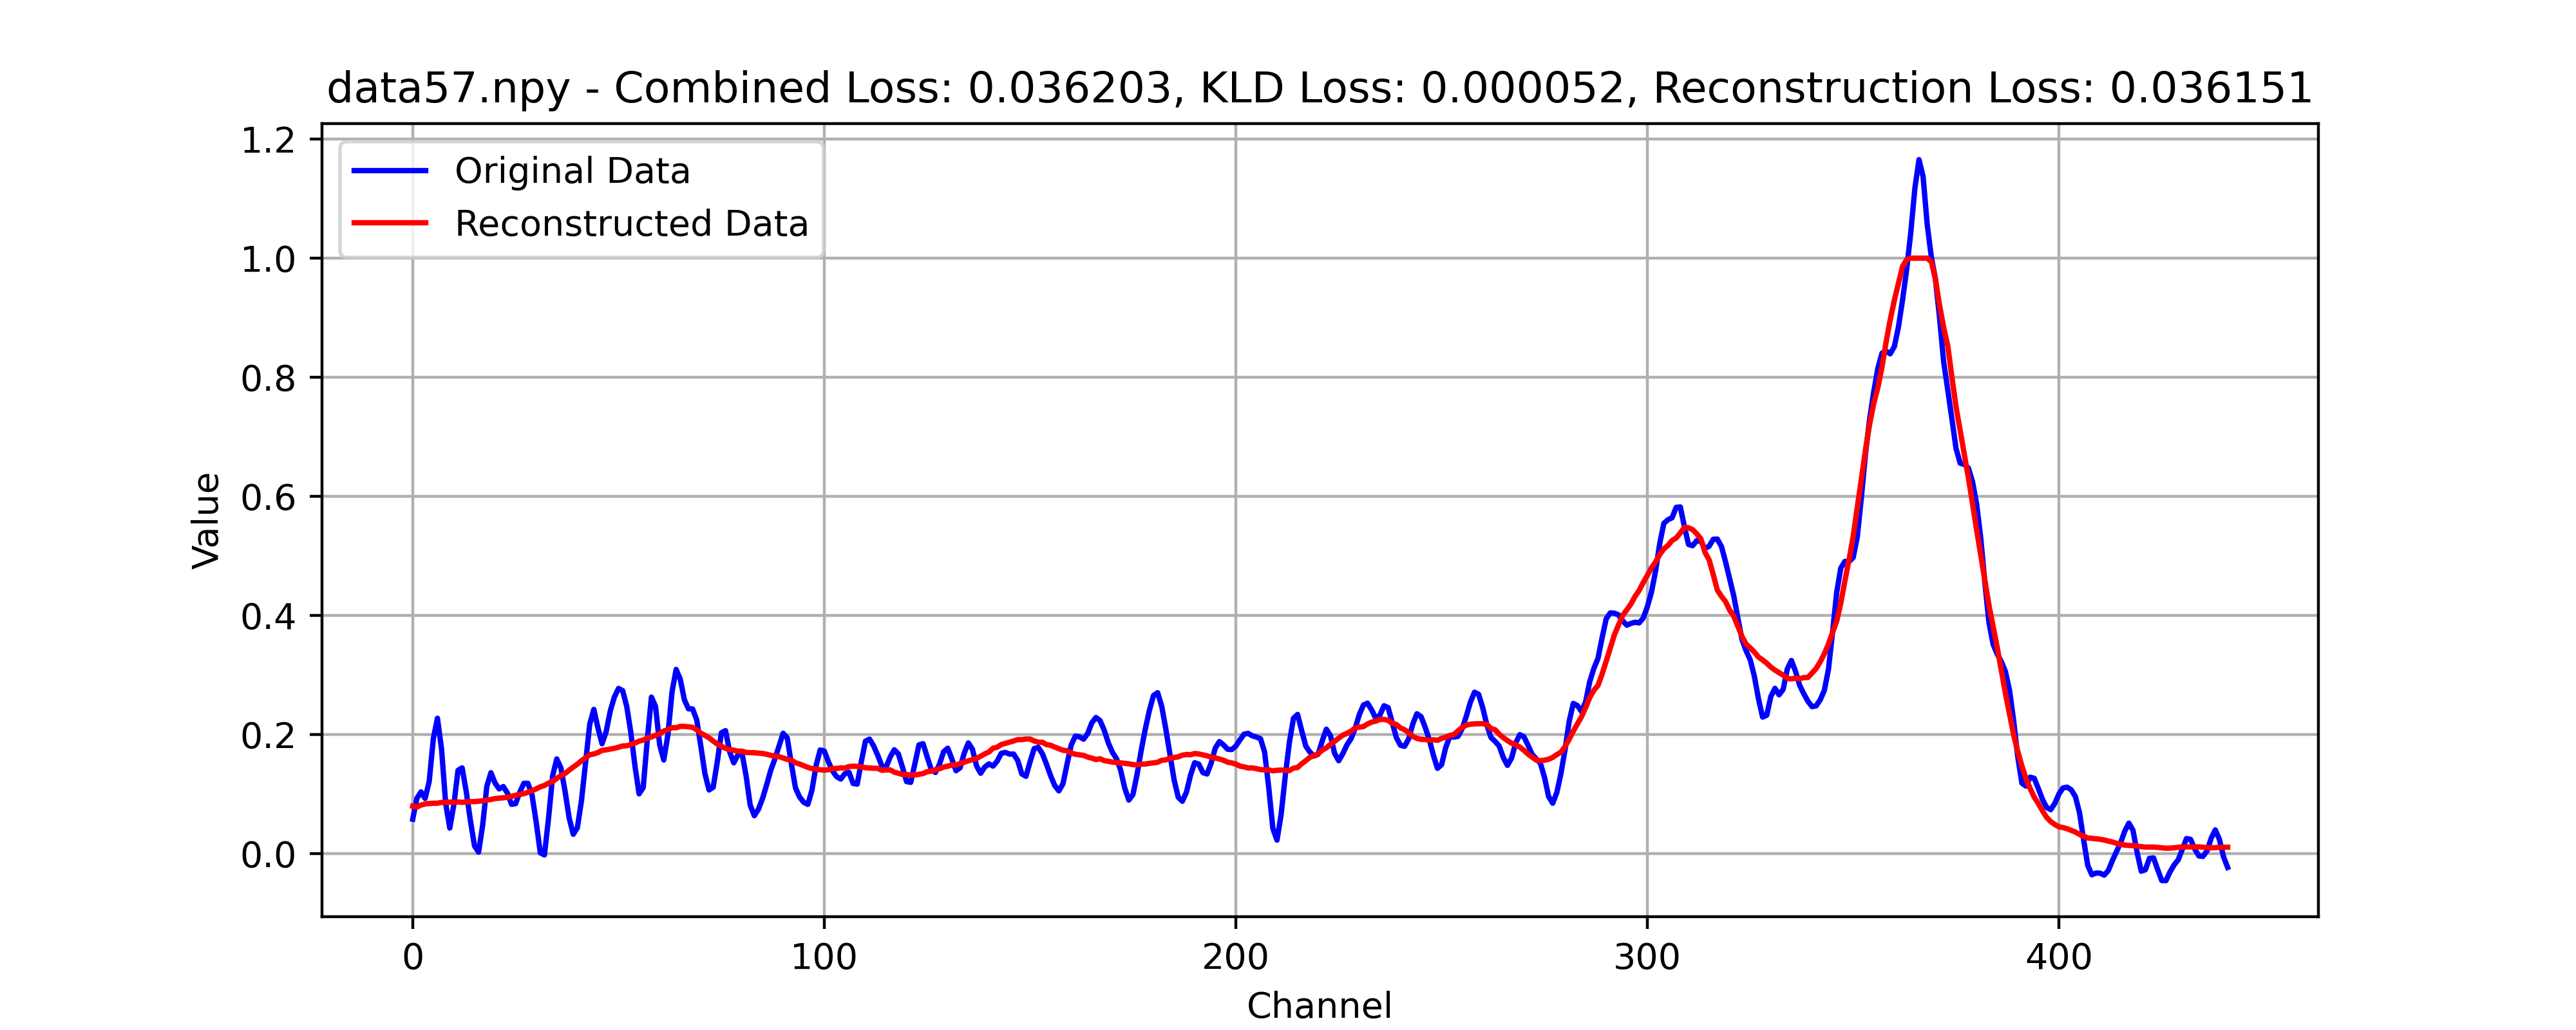 data57.npy - Combined Loss: 0.036203, KLD Loss: 0.000052, Reconstruction Loss: 0.036151
1.2
1.0
0.8
0.6
0.4
0.2
0.0
Value
Original Data
Reconstructed Data
0 100 200 300 400
Channel